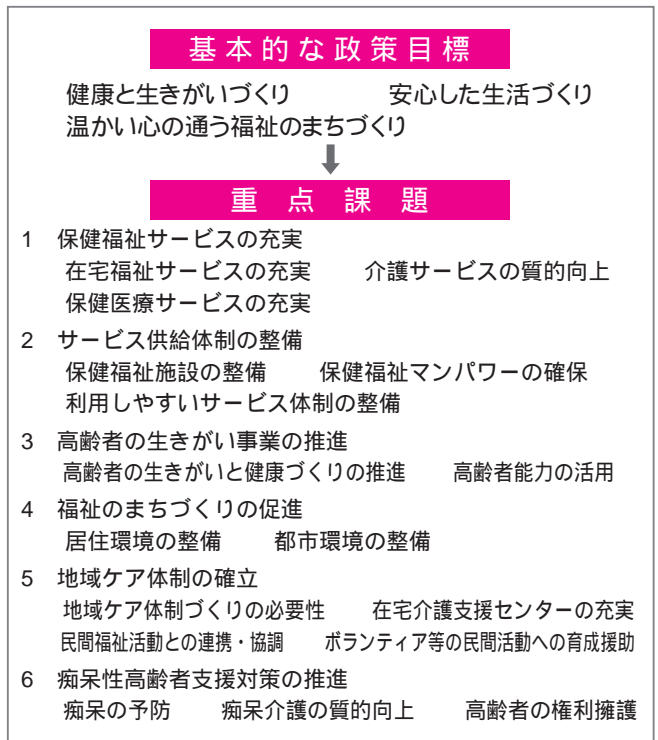 基本的な政策目標
健康と生きがいづくり　安心した生活づくり
温かい心の通う福祉のまちづくり
重点課題
1　保健福祉サービスの充実
在宅福祉サービスの充実　介護サービスの質的向上
保健医療サービスの充実
2　サービス供給体制の整備
保健福祉施設の整備　保健福祉マンパワーの確保
利用しやすいサービス体制の整備
3　高齢者の生きがい事業の推進
高齢者の生きがいと健康づくりの推進　高齢者能力の活用
4　福祉のまちづくりの促進
居住環境の整備　都市環境の整備
5　地域ケア体制の確立
地域ケア体制づくりの必要性　在宅介護支援センターの充実
民間福祉活動との連携・協調　ボランティア等の民間活動への育成援助
6　痴呆性高齢者支援対策の推進
痴呆の予防　痴呆介護の質的向上　高齢者の権利擁護